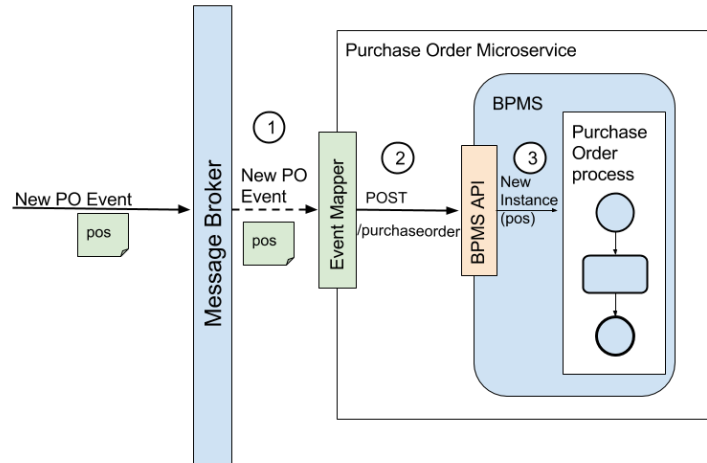 Purchase Order Microservice
BPMS
1
2
3
Purchase
Order
process
New PO Event
pos
Message Broker
New PO
Event
pos
Event Mapper
POST
/purchaseorder
BPMS API
New
Instance
(pos)